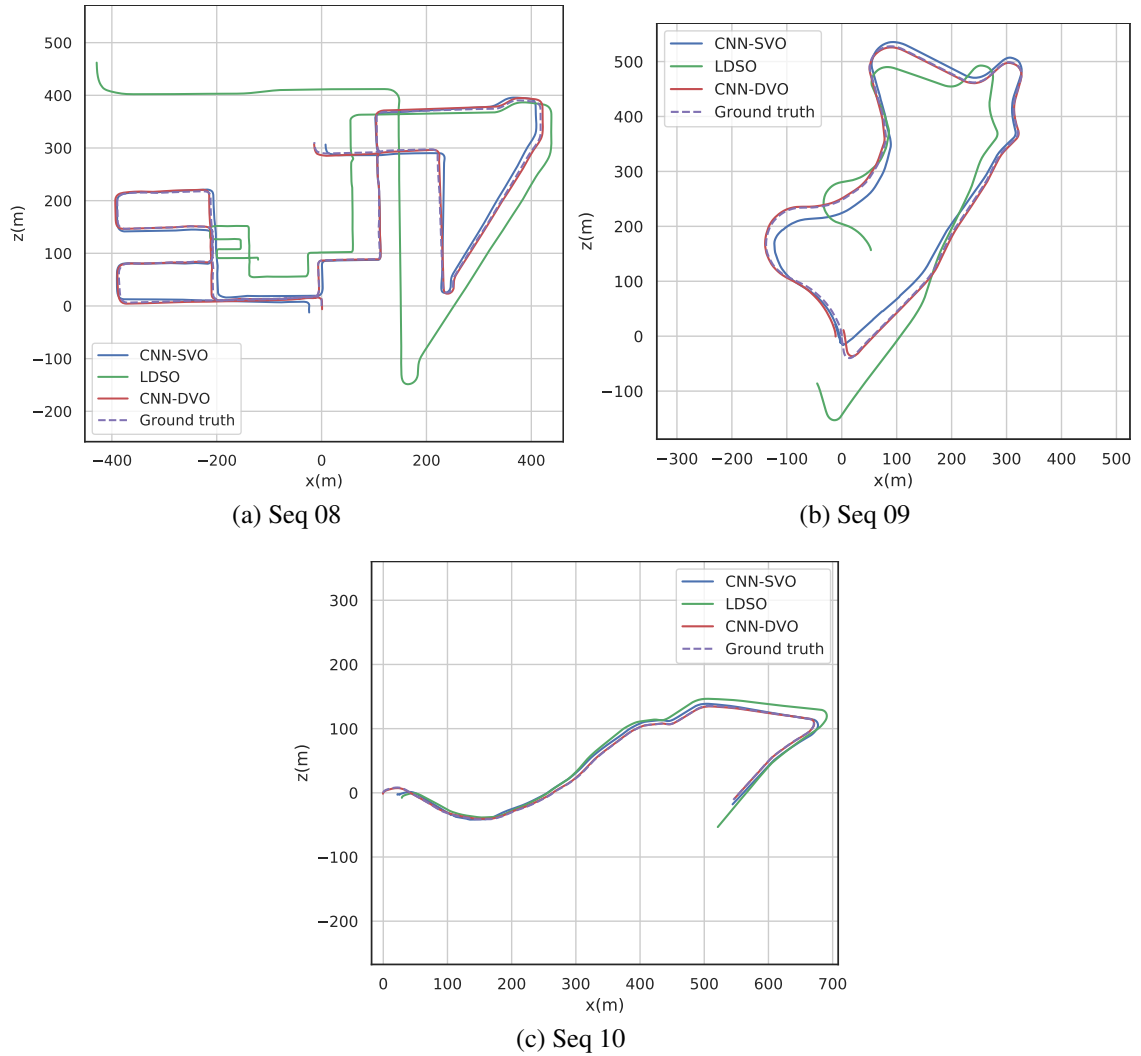 500
400
300
200
100
0
−100
−200
z(m)
CNN-SVO
LDSO
CNN-DVO
Ground truth
−400 −200 0 200 400
x(m)
(a) Seq 08
CNN-SVO
LDSO
CNN-DVO
Ground truth
500
400
300
200
100
0
−100
z(m)
−300 −200 −100 0 100 200 300 400 500
x(m)
(b) Seq 09
CNN-SVO
LDSO
CNN-DVO
Ground truth
300
200
100
0
−100
−200
z(m)
0 100 200 300 400 500 600 700
x(m)
(c) Seq 10